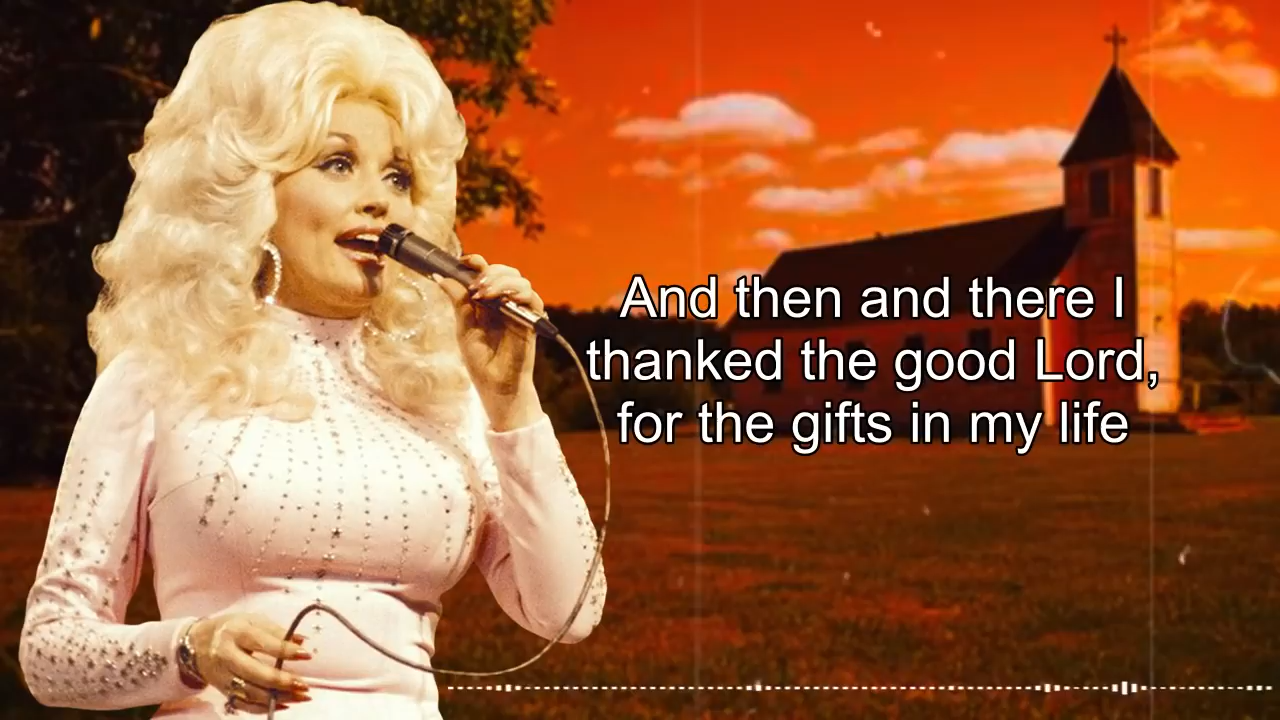 And then and there I
thanked the good Lord,
for the gifts in my life